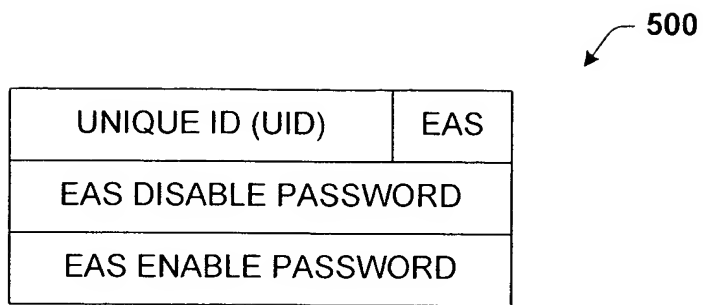 500
UNIQUE ID (UID) EAS
EAS DISABLE PASSWORD
EAS ENABLE PASSWORD